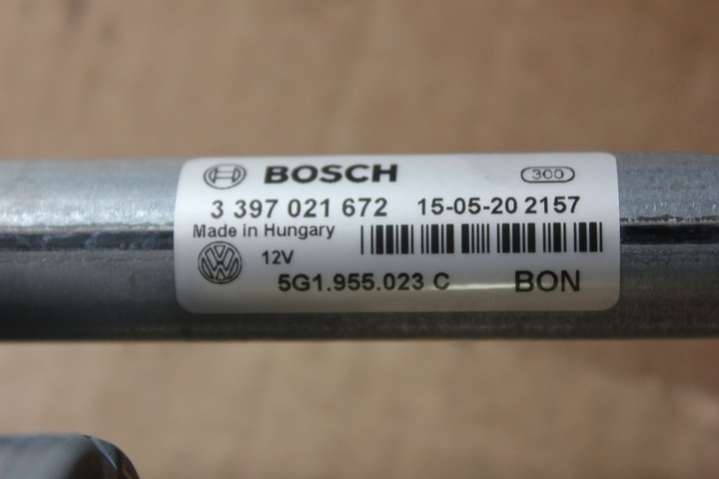 BOSCH 300
3 397 021 672 15-05-20 2157
Made in Hungary
12V
5G1.955.023 C BON